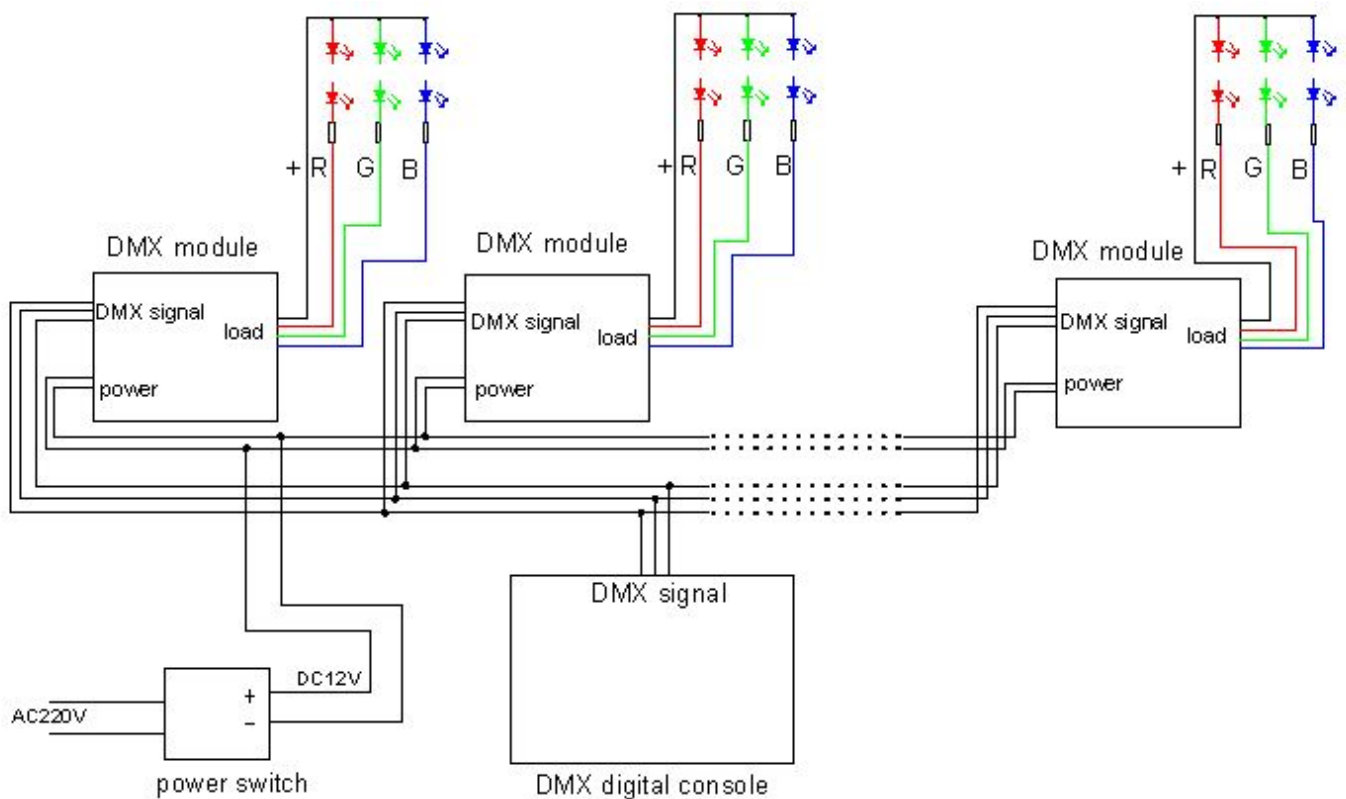 + R G B
+ R G B
+ R G B
DMX module
DMX module
DMX module
DMX signal
load
power
DMX signal
load
power
DMX signal
load
power
DMX signal
DMX digital console
DC12V
+
−
AC220V
power switch